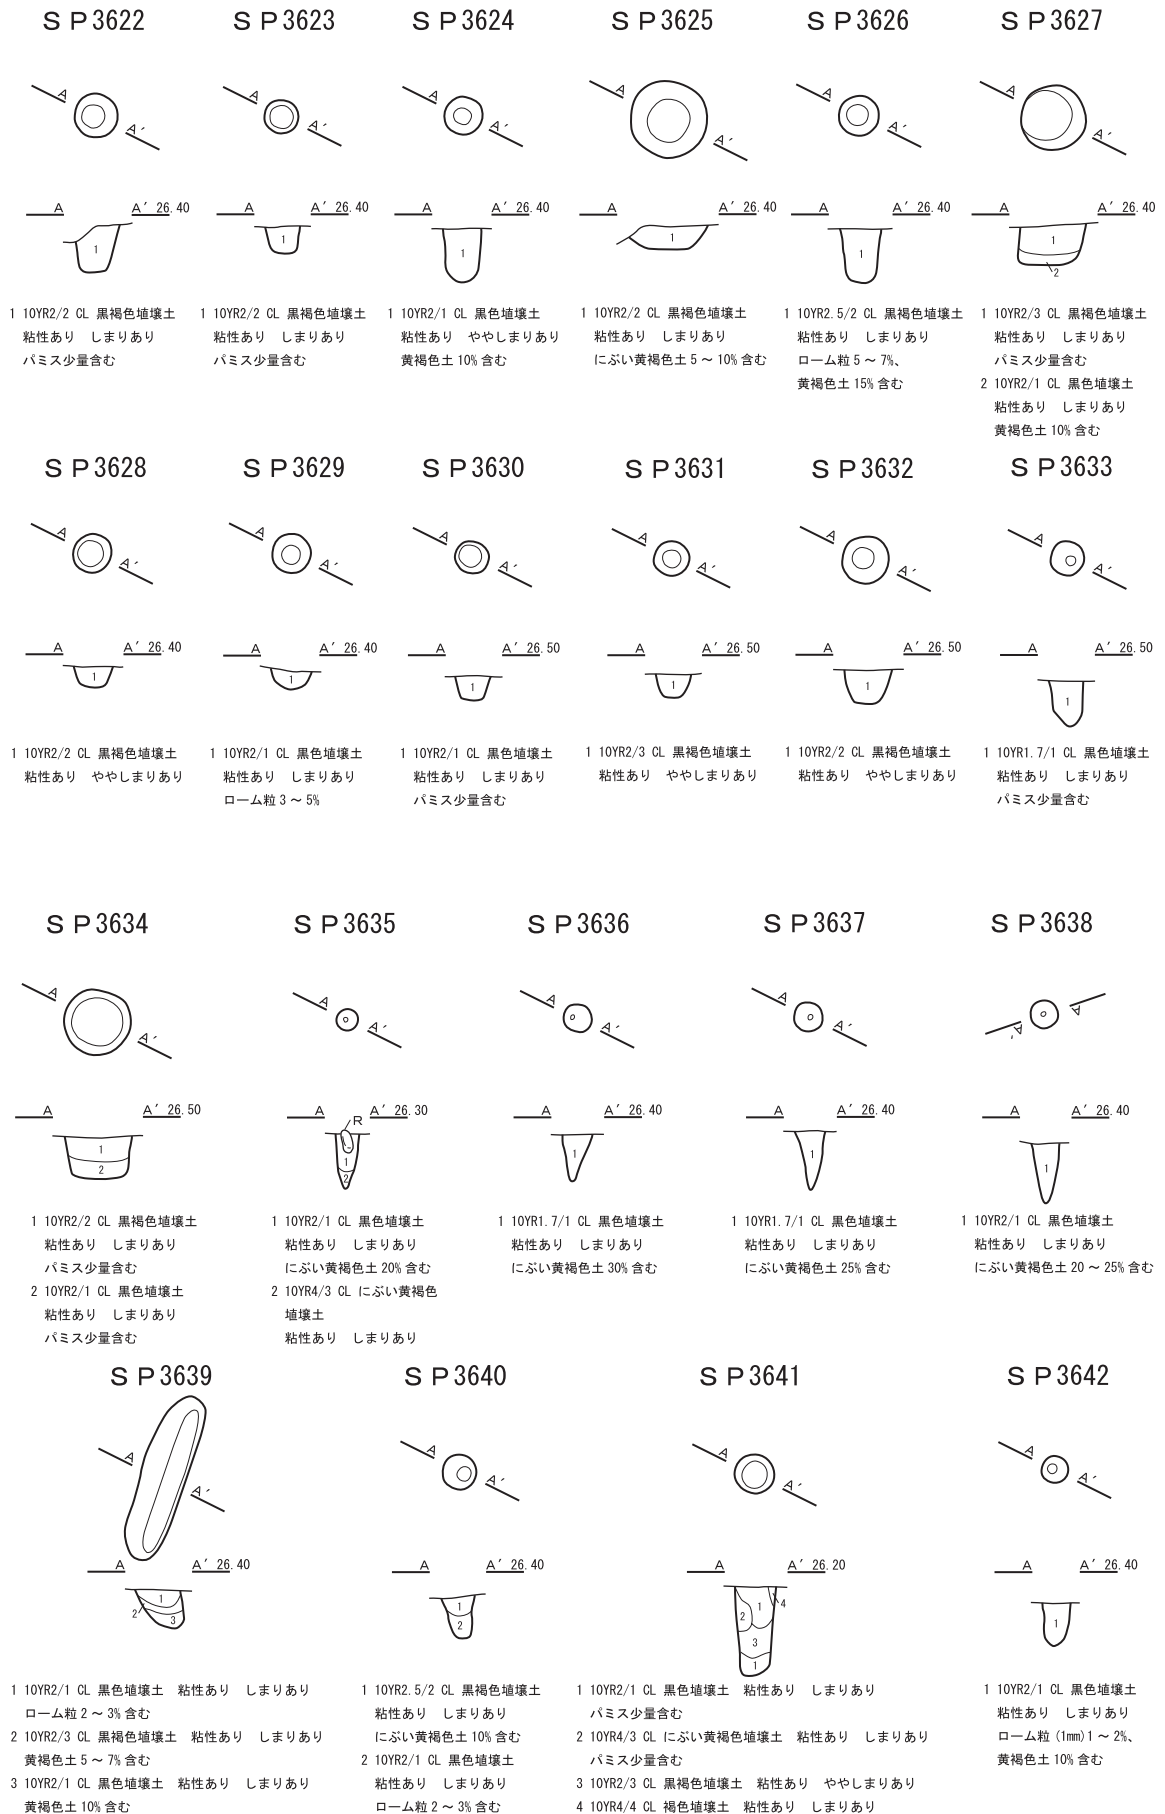 ＳＰ3622
A
A′
A
A′ 26.40
1
1 10YR2/2 CL 黒褐色埴壌土
粘性あり　しまりあり
パミス少量含む
ＳＰ3623
A
A′
A
A′ 26.40
1
1 10YR2/2 CL 黒褐色埴壌土
粘性あり　しまりあり
パミス少量含む
ＳＰ3624
A
A′
A
A′ 26.40
1
1 10YR2/1 CL 黒褐色埴壌土
粘性あり　ややしまりあり
黄褐色土 10% 含む
ＳＰ3625
A
A′
A
A′ 26.40
1
1 10YR2/2 CL 黒褐色埴壌土
粘性あり　しまりあり
にぶい黄褐色土 5 ～ 10% 含む
ＳＰ3626
A
A′
A
A′ 26.40
1
1 10YR2.5/2 CL 黒褐色埴壌土
粘性あり　しまりあり
ローム粒 5 ～ 7%、
黄褐色土 15% 含む
ＳＰ3627
A
A′
A
A′ 26.40
1
2
1 10YR2/3 CL 黒褐色埴壌土
粘性あり　しまりあり
パミス少量含む
2 10YR2/1 CL 黒色埴壌土
粘性あり　しまりあり
黄褐色土 10% 含む
ＳＰ3628
A
A′
A
A′ 26.40
1
1 10YR2/2 CL 黒褐色埴壌土
粘性あり　ややしまりあり
ＳＰ3629
A
A′
A
A′ 26.40
1
1 10YR2/1 CL 黒色埴壌土
粘性あり　しまりあり
ローム粒 3 ～ 5%
ＳＰ3630
A
A′
A
A′ 26.50
1
1 10YR2/1 CL 黒色埴壌土
粘性あり　しまりあり
パミス少量含む
ＳＰ3631
A
A′
A
A′ 26.50
1
1 10YR2/3 CL 黒褐色埴壌土
粘性あり　ややしまりあり
ＳＰ3632
A
A′
A
A′ 26.50
1
1 10YR2/2 CL 黒褐色埴壌土
粘性あり　ややしまりあり
ＳＰ3633
A
A′
A
A′ 26.50
1
1 10YR1.7/1 CL 黒色埴壌土
粘性あり　しまりあり
パミス少量含む
ＳＰ3634
A
A′
A
A′ 26.50
1
2
1 10YR2/2 CL 黒褐色埴壌土
粘性あり　しまりあり
パミス少量含む
2 10YR2/1 CL 黒色埴壌土
粘性あり　しまりあり
パミス少量含む
ＳＰ3635
A
A′
A
A′ 26.30
R
1
2
1 10YR2/1 CL 黒色埴壌土
粘性あり　しまりあり
にぶい黄褐色土 20% 含む
2 10YR4/3 CL にぶい黄褐色
埴壌土
粘性あり　しまりあり
ＳＰ3636
A
A′
A
A′ 26.40
1
1 10YR1.7/1 CL 黒色埴壌土
粘性あり　しまりあり
にぶい黄褐色土 30% 含む
ＳＰ3637
A
A′
A
A′ 26.40
1
1 10YR1.7/1 CL 黒色埴壌土
粘性あり　しまりあり
にぶい黄褐色土 25% 含む
ＳＰ3638
A
A′
A
A′ 26.40
1
1 10YR2/1 CL 黒色埴壌土
粘性あり　しまりあり
にぶい黄褐色土 20 ～ 25% 含む
ＳＰ3639
A
A′
A
A′ 26.40
1
2
3
1 10YR2/1 CL 黒色埴壌土　粘性あり　しまりあり
ローム粒 2 ～ 3% 含む
2 10YR2/3 CL 黒褐色埴壌土　粘性あり　しまりあり
黄褐色土 5 ～ 7% 含む
3 10YR2/1 CL 黒色埴壌土　粘性あり　しまりあり
黄褐色土 10% 含む
ＳＰ3640
A
A′
A
A′ 26.40
1
2
1 10YR2.5/2 CL 黒褐色埴壌土
粘性あり　しまりあり
にぶい黄褐色土 10% 含む
2 10YR2/1 CL 黒色埴壌土
粘性あり　しまりあり
ローム粒 2 ～ 3% 含む
ＳＰ3641
A
A′
A
A′ 26.20
1
2
4
3
1
1 10YR2/1 CL 黒色埴壌土　粘性あり　しまりあり
パミス少量含む
2 10YR4/3 CL にぶい黄褐色埴壌土　粘性あり　しまりあり
パミス少量含む
3 10YR2/3 CL 黒褐色埴壌土　粘性あり　ややしまりあり
4 10YR4/4 CL 褐色埴壌土　粘性あり　しまりあり
ＳＰ3642
A
A′
A
A′ 26.40
1
1 10YR2/1 CL 黒色埴壌土
粘性あり　しまりあり
ローム粒 (1mm) 1 ～ 2%、
黄褐色土 10% 含む